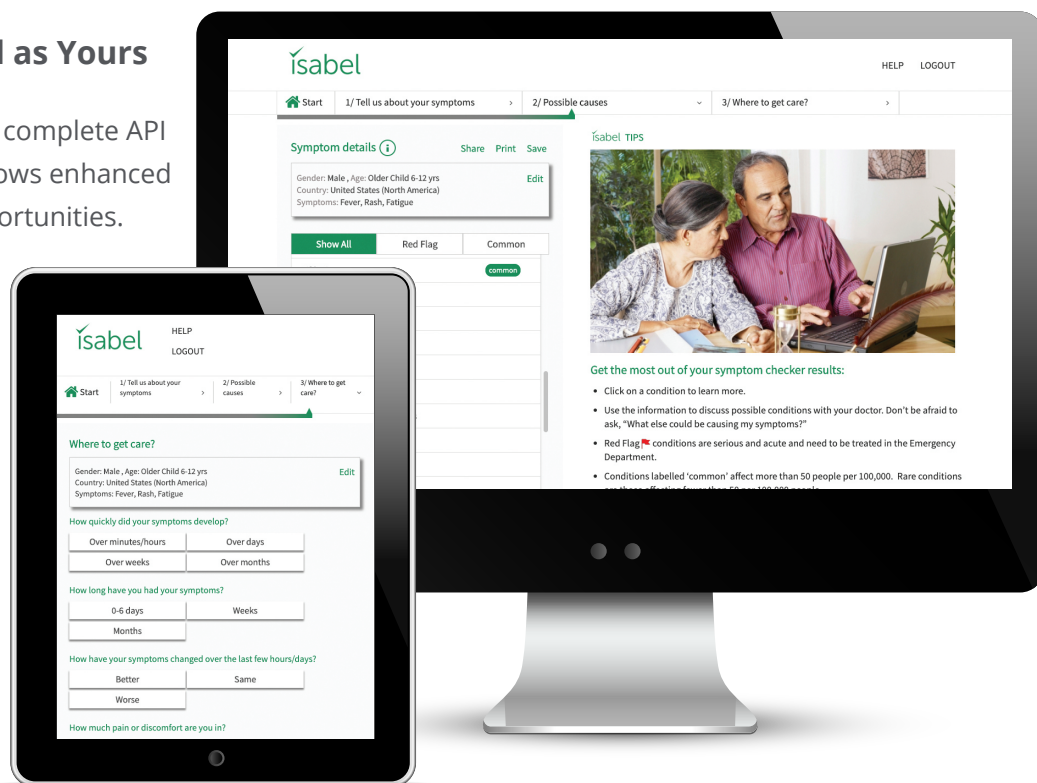 l as Yours
complete API
ows enhanced
ortunities.
isabel
HELP LOGOUT
Start 1/ Tell us about your symptoms > 2/ Possible causes 3/ Where to get care? >
Symptom details i Share Print Save
Gender: Male , Age: Older Child 6-12 yrs Edit
Country: United States (North America)
Symptoms: Fever, Rash, Fatigue
Show All Red Flag Common
common
isabel TIPS
Get the most out of your symptom checker results:
• Click on a condition to learn more.
• Use the information to discuss possible conditions with your doctor. Don't be afraid to
ask, "What else could be causing my symptoms?"
• Red Flag conditions are serious and acute and need to be treated in the Emergency
Department.
• Conditions labelled 'common' affect more than 50 people per 100,000. Rare conditions
are those affecting fewer than 50 per 100,000 people
isabel
HELP
LOGOUT
Start 1/ Tell us about your 2/ Possible 3/ Where to get
symptoms > causes > care?
Where to get care?
Gender: Male , Age: Older Child 6-12 yrs Edit
Country: United States (North America)
Symptoms: Fever, Rash, Fatigue
How quickly did your symptoms develop?
Over minutes/hours Over days
Over weeks Over months
How long have you had your symptoms?
0-6 days Weeks
Months
How have your symptoms changed over the last few hours/days?
Better Same
Worse
How much pain or discomfort are you in?